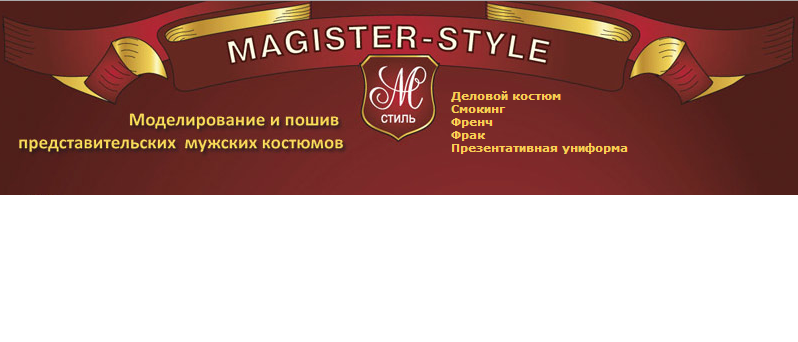 MAGISTER-STYLE
М
СТИЛЬ
Моделирование и пошив
представительских мужских костюмов
Деловой костюм
Смокинг
Френч
Фрак
Презентативная униформа